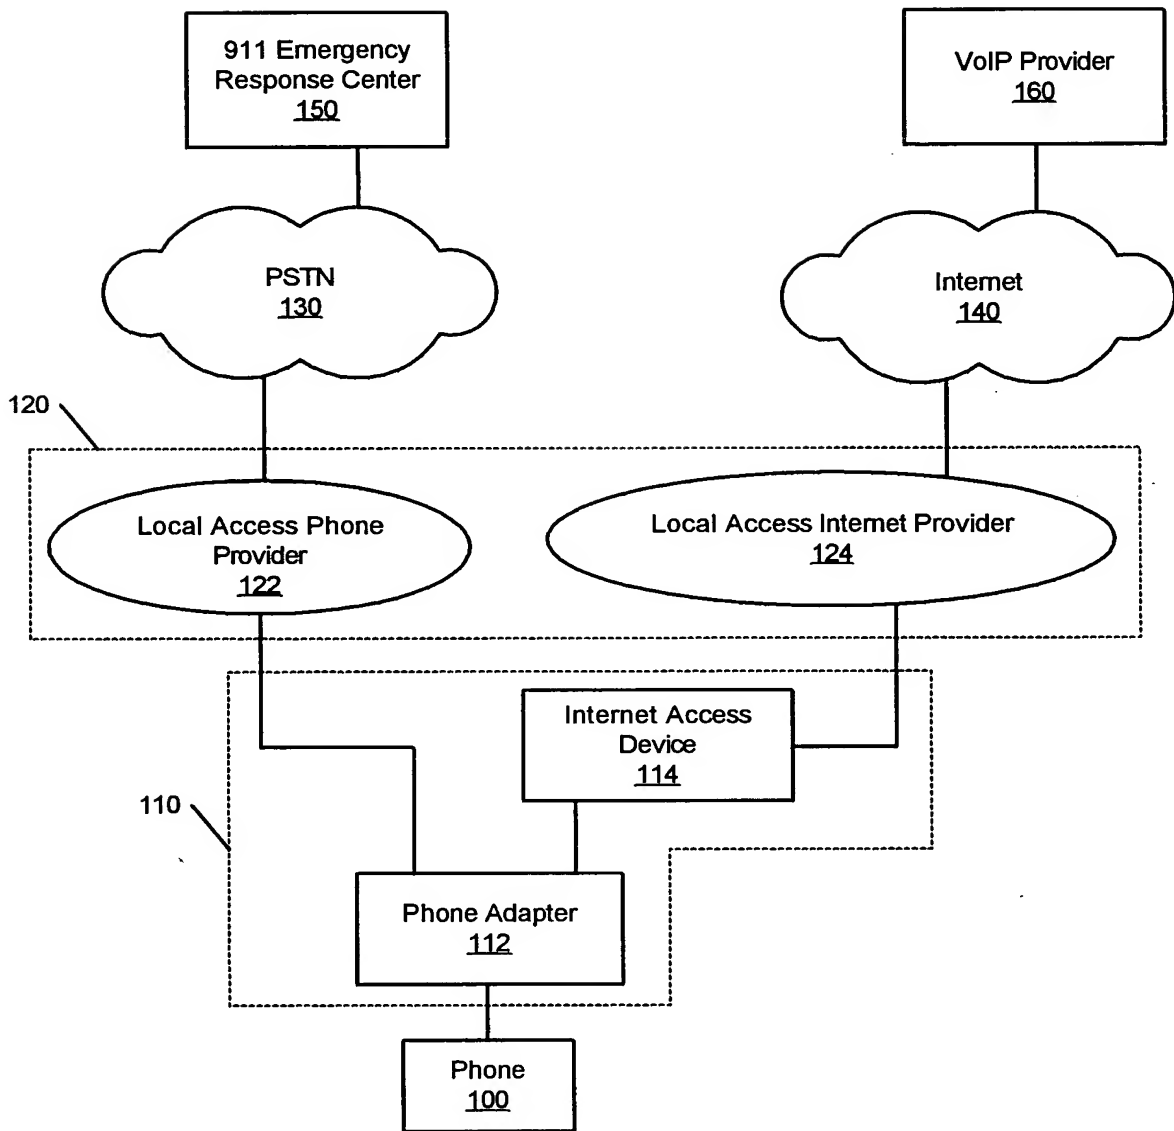 911 Emergency
Response Center
150
VoIP Provider
160
PSTN
130
Internet
140
120
Local Access Phone
Provider
122
Local Access Internet Provider
124
Internet Access
Device
114
110
Phone Adapter
112
Phone
100